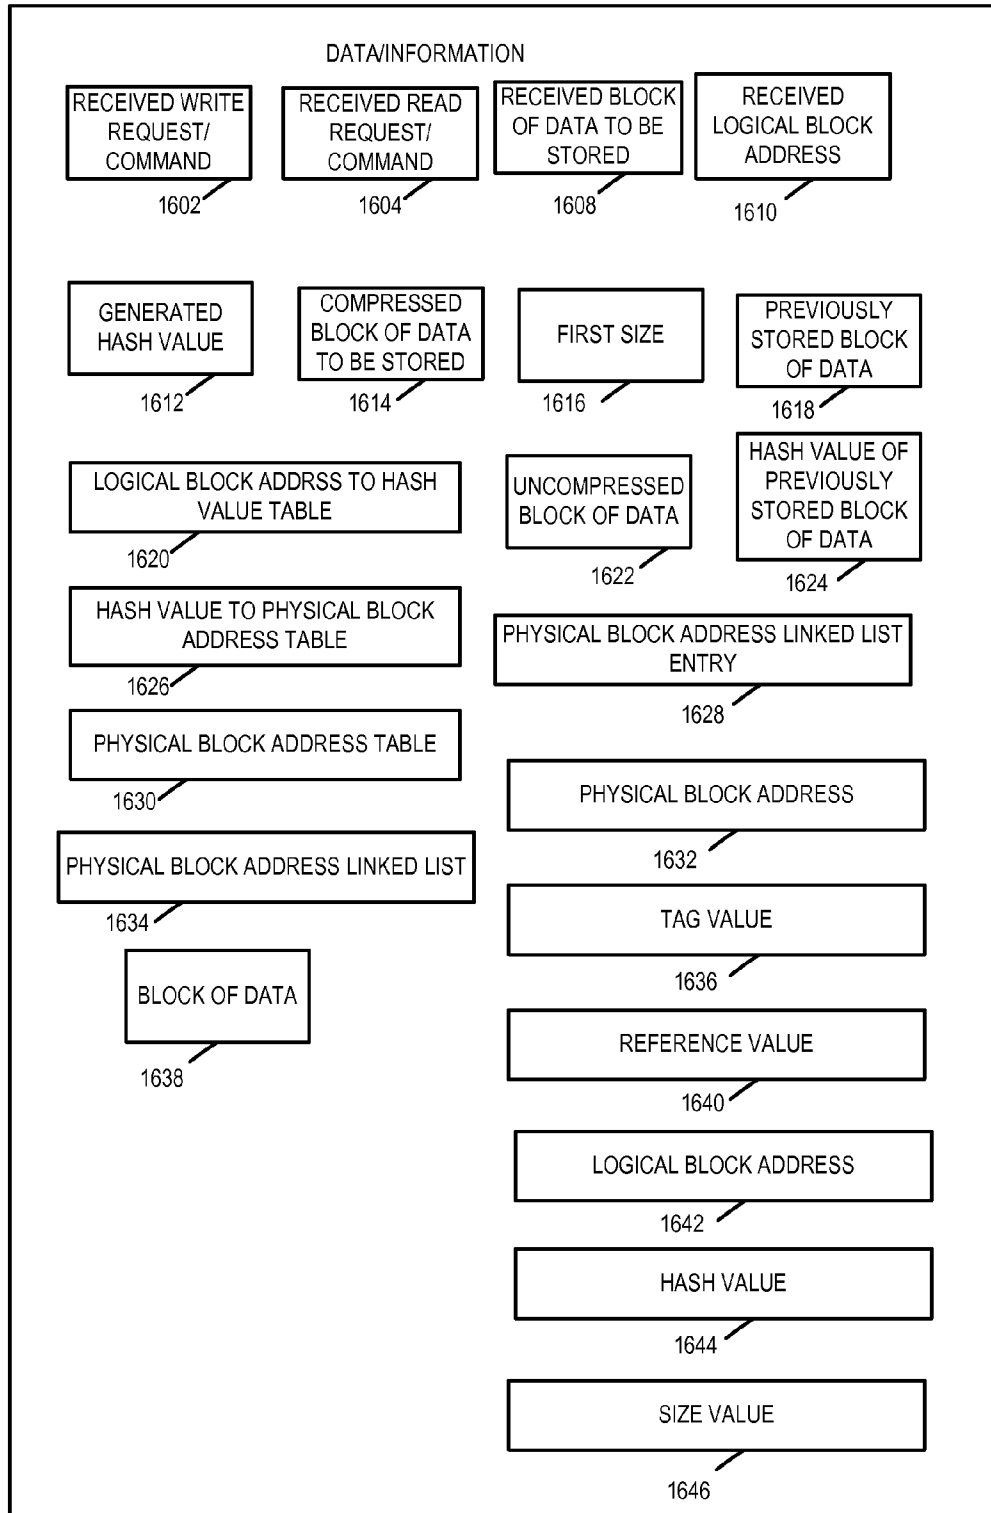 DATA/INFORMATION
RECEIVED WRITE
REQUEST/
COMMAND
1602
RECEIVED READ
REQUEST/
COMMAND
1604
RECEIVED BLOCK
OF DATA TO BE
STORED
1608
RECEIVED
LOGICAL BLOCK
ADDRESS
1610
GENERATED
HASH VALUE
1612
COMPRESSED
BLOCK OF DATA
TO BE STORED
1614
FIRST SIZE
1616
PREVIOUSLY
STORED BLOCK
OF DATA
1618
LOGICAL BLOCK ADDRSS TO HASH
VALUE TABLE
1620
UNCOMPRESSED
BLOCK OF DATA
1622
HASH VALUE OF
PREVIOUSLY
STORED BLOCK
OF DATA
1624
HASH VALUE TO PHYSICAL BLOCK
ADDRESS TABLE
1626
PHYSICAL BLOCK ADDRESS LINKED LIST
ENTRY
1628
PHYSICAL BLOCK ADDRESS TABLE
1630
PHYSICAL BLOCK ADDRESS
1632
PHYSICAL BLOCK ADDRESS LINKED LIST
1634
TAG VALUE
1636
BLOCK OF DATA
1638
REFERENCE VALUE
1640
LOGICAL BLOCK ADDRESS
1642
HASH VALUE
1644
SIZE VALUE
1646